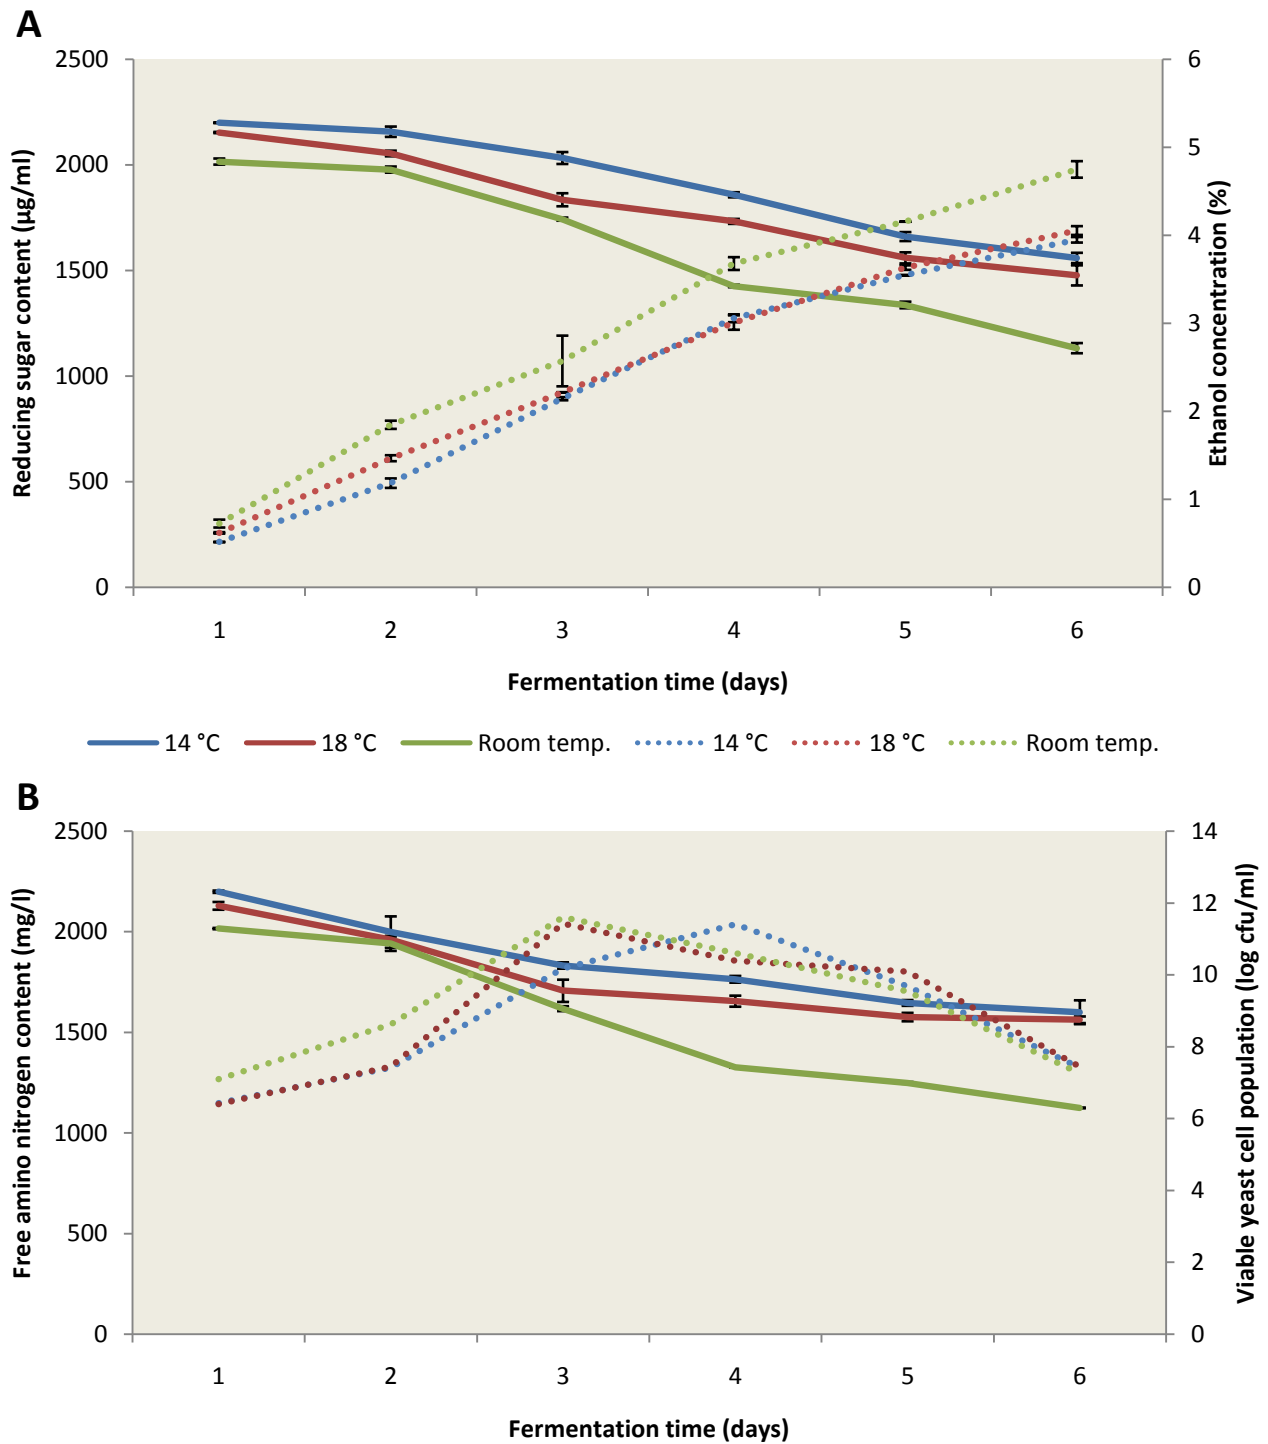 A
2500
2000
1500
1000
500
0
Reducing sugar content (µg/ml)
6
5
4
3
2
1
0
Ethanol concentration (%)
1 2 3 4 5 6
Fermentation time (days)
14 °C 18 °C Room temp. 14 °C 18 °C Room temp.
B
2500
2000
1500
1000
500
0
Free amino nitrogen content (mg/l)
14
12
10
8
6
4
2
0
Viable yeast cell population (log cfu/ml)
1 2 3 4 5 6
Fermentation time (days)